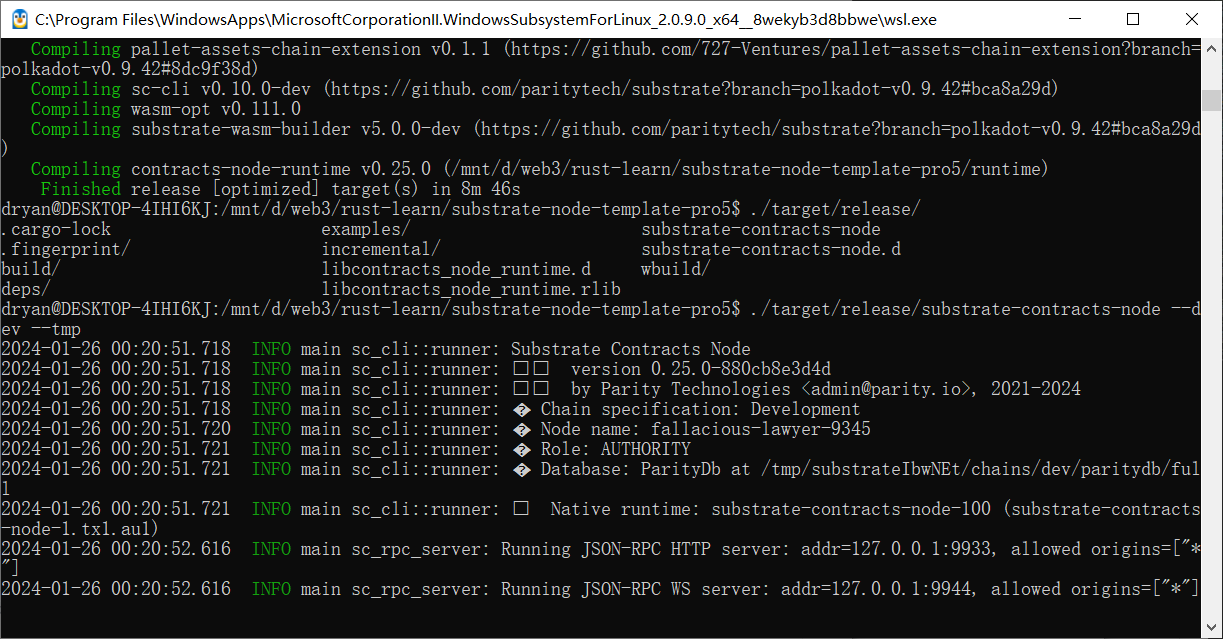 C:\Program Files\WindowsApps\MicrosoftCorporationII.WindowsSubsystemForLinux_2.0.9.0_x64__8wekyb3d8bbwe\wsl.exe
Compiling pallet-assets-chain-extension v0.1.1 (https://github.com/727-Ventures/pallet-assets-chain-extension?branch=
polkadot-v0.9.42#8dc9f38d)
Compiling sc-cli v0.10.0-dev (https://github.com/paritytech/substrate?branch=polkadot-v0.9.42#bca8a29d)
Compiling wasm-opt v0.111.0
Compiling substrate-wasm-builder v5.0.0-dev (https://github.com/paritytech/substrate?branch=polkadot-v0.9.42#bca8a29d
)
Compiling contracts-node-runtime v0.25.0 (/mnt/d/web3/rust-learn/substrate-node-template-pro5/runtime)
Finished release [optimized] target(s) in 8m 46s
dryan@DESKTOP-4IHI6KJ:/mnt/d/web3/rust-learn/substrate-node-template-pro5$ ./target/release/
.cargo-lock examples/ substrate-contracts-node
.fingerprint/ incremental/ substrate-contracts-node.d
build/ libcontracts_node_runtime.d wbuild/
deps/ libcontracts_node_runtime.rlib
dryan@DESKTOP-4IHI6KJ:/mnt/d/web3/rust-learn/substrate-node-template-pro5$ ./target/release/substrate-contracts-node --d
ev --tmp
2024-01-26 00:20:51.718 INFO main sc_cli::runner: Substrate Contracts Node
2024-01-26 00:20:51.718 INFO main sc_cli::runner: □□ version 0.25.0-880cb8e3d4d
2024-01-26 00:20:51.718 INFO main sc_cli::runner: □□ by Parity Technologies <admin@parity.io>, 2021-2024
2024-01-26 00:20:51.718 INFO main sc_cli::runner: � Chain specification: Development
2024-01-26 00:20:51.720 INFO main sc_cli::runner: � Node name: fallacious-lawyer-9345
2024-01-26 00:20:51.721 INFO main sc_cli::runner: � Role: AUTHORITY
2024-01-26 00:20:51.721 INFO main sc_cli::runner: � Database: ParityDb at /tmp/substrateIbwNEt/chains/dev/paritydb/ful
l
2024-01-26 00:20:51.721 INFO main sc_cli::runner: □ Native runtime: substrate-contracts-node-100 (substrate-contracts
-node-1.tx1.au1)
2024-01-26 00:20:52.616 INFO main sc_rpc_server: Running JSON-RPC HTTP server: addr=127.0.0.1:9933, allowed origins=["*
"]
2024-01-26 00:20:52.616 INFO main sc_rpc_server: Running JSON-RPC WS server: addr=127.0.0.1:9944, allowed origins=["*"]